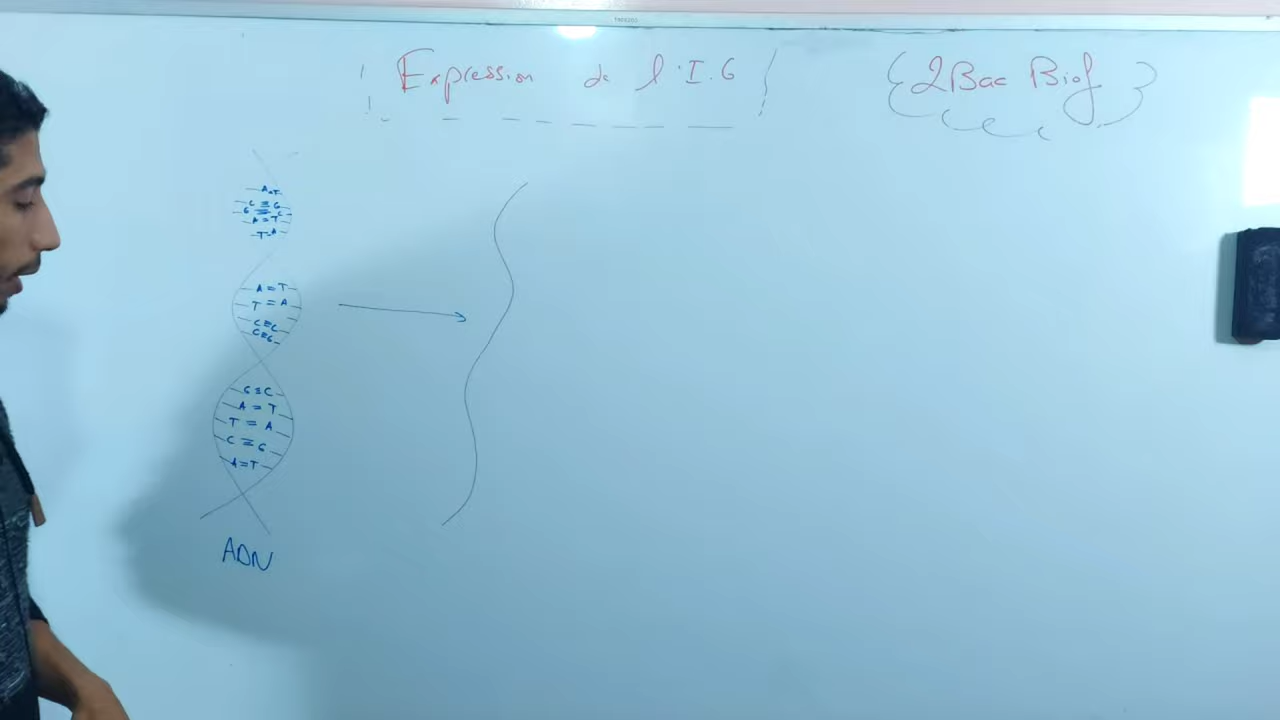 Expression de l'I.G
{2Bac Biof}
A=T
C≡G
G≡C
A=T
T=A
A=T
T=A
G≡C
C≡G
G≡C
A=T
T=A
C≡G
A=T
ADN